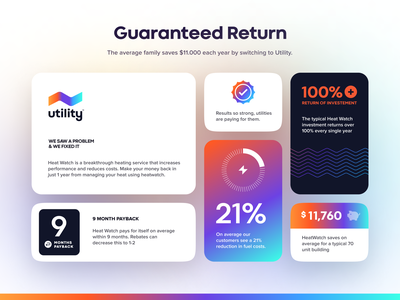 Guaranteed Return
The average family saves $11,000 each year by switching to Utility.
utility
WE SAW A PROBLEM
& WE FIXED IT
Heat Watch is a breakthrough heating service that increases
performance and reduces costs. Make your money back in
just 1 year from managing your heat using heatwatch.
9
MONTHS
PAYBACK
9 MONTH PAYBACK
Heat Watch pays for itself on average
within 9 months. Rebates can
decrease this to 1-2
Results so strong, utilities
are paying for them.
21%
On average our
customers see a 21%
reduction in fuel costs.
100%
RETURN OF INVESTEMENT
The typical Heat Watch
investment returns over
100% every single year
$ 11,760
HeatWatch saves on
average for a typical 70
unit building